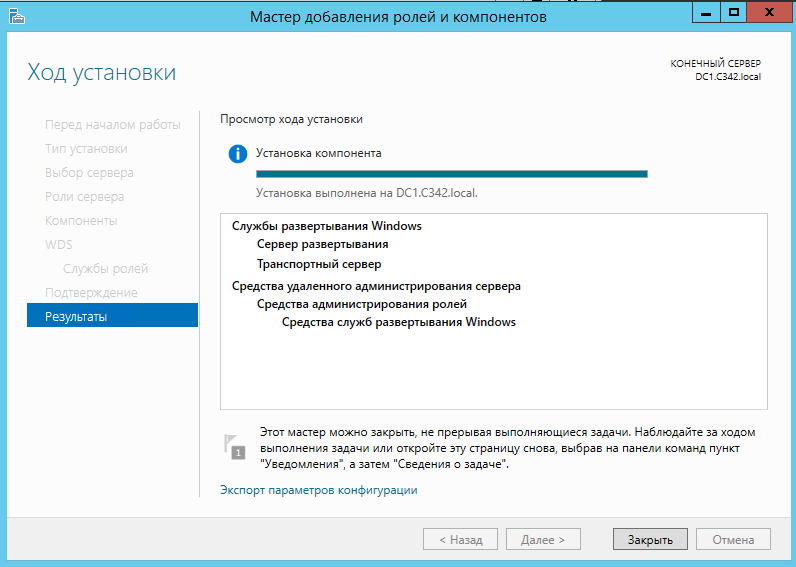 Мастер добавления ролей и компонентов
Ход установки
КОНЕЧНЫЙ СЕРВЕР
DC1.C342.local
Перед началом работы
Тип установки
Выбор сервера
Роли сервера
Компоненты
WDS
Службы ролей
Подтверждение
Результаты
Просмотр хода установки
Установка компонента
Установка выполнена на DC1.C342.local.
Службы развертывания Windows
Сервер развертывания
Транспортный сервер
Средства удаленного администрирования сервера
Средства администрирования ролей
Средства служб развертывания Windows
1
Этот мастер можно закрыть, не прерывая выполняющиеся задачи. Наблюдайте за ходом
выполнения задачи или откройте эту страницу снова, выбрав на панели команд пункт
"Уведомления", а затем "Сведения о задаче".
Экспорт параметров конфигурации
< Назад
Далее >
Закрыть
Отмена